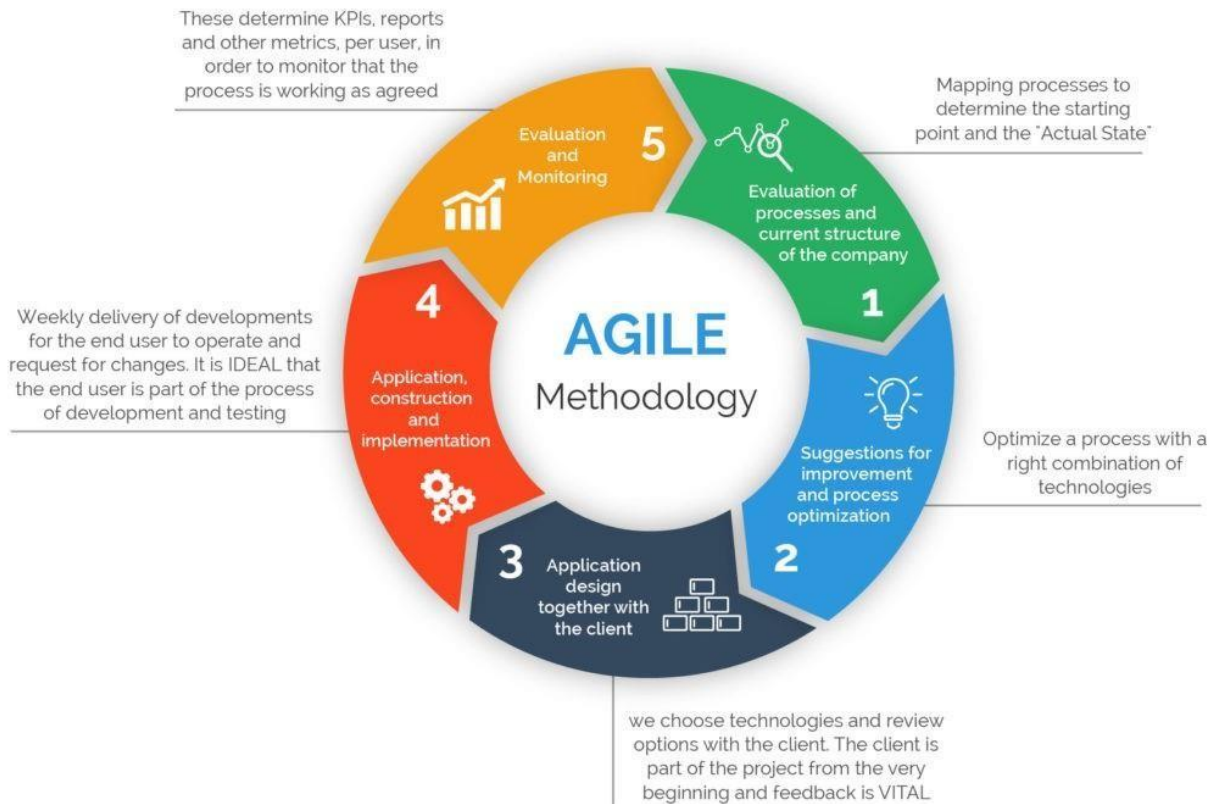 AGILE
Methodology
1
Evaluation of
processes and
current structure
of the company
Mapping processes to
determine the starting
point and the "Actual State"
2
Suggestions for
improvement
and process
optimization
Optimize a process with a
right combination of
technologies
3
Application
design
together with
the client
we choose technologies and review
options with the client. The client is
part of the project from the very
beginning and feedback is VITAL
4
Application,
construction
and
implementation
Weekly delivery of developments
for the end user to operate and
request for changes. It is IDEAL that
the end user is part of the process
of development and testing
5
Evaluation
and
Monitoring
These determine KPIs, reports
and other metrics, per user, in
order to monitor that the
process is working as agreed